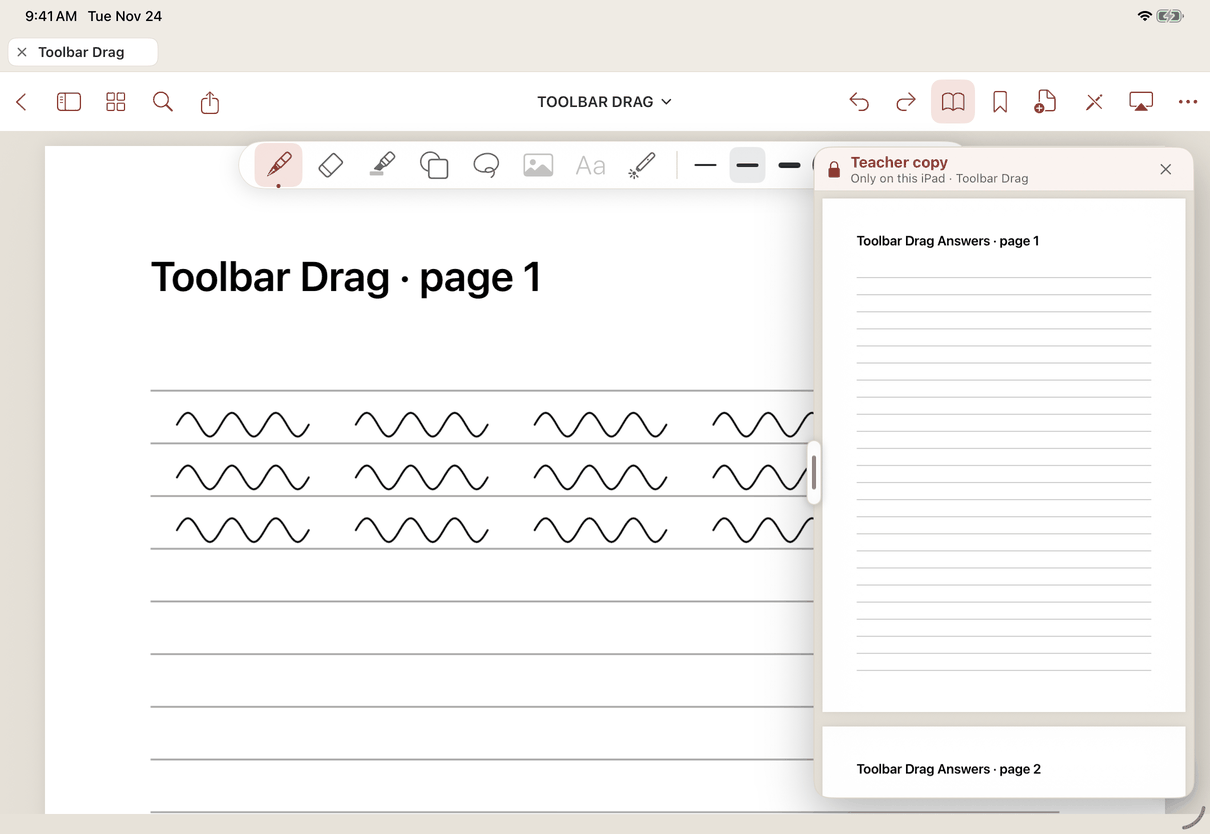 9:41 AM Tue Nov 24
Toolbar Drag
TOOLBAR DRAG
Aa
Teacher copy
Only on this iPad · Toolbar Drag
Toolbar Drag Answers · page 1
Toolbar Drag · page 1
Toolbar Drag Answers · page 2